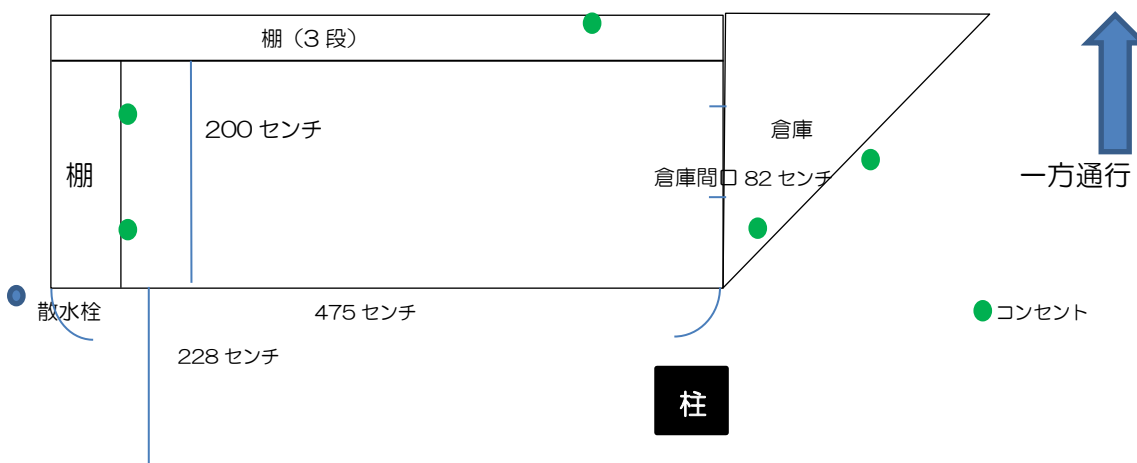 棚（3 段）
200 センチ
倉庫
棚
倉庫間口 82 センチ
一方通行
散水栓
475 センチ
コンセント
228 センチ
柱